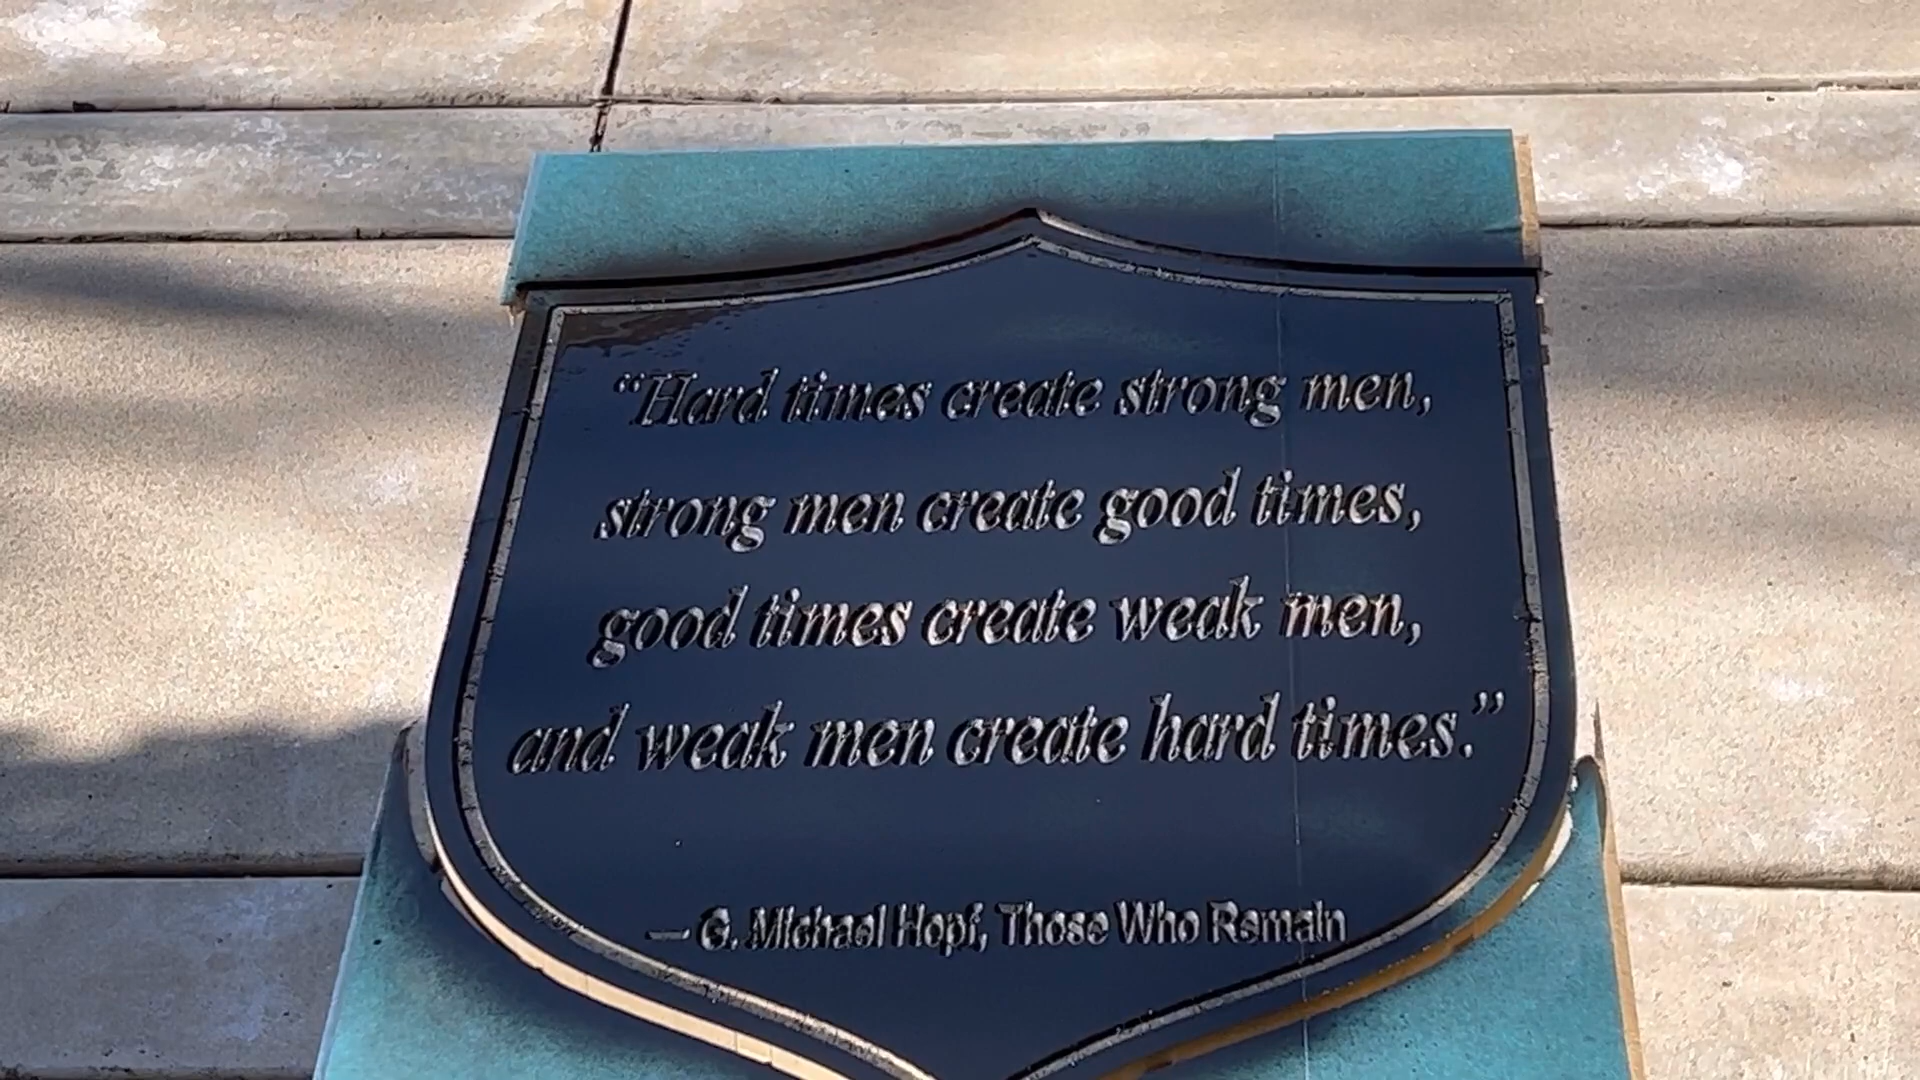 “Hard times create strong men,
strong men create good times,
good times create weak men,
and weak men create hard times.”
— G. Michael Hopf, Those Who Remain